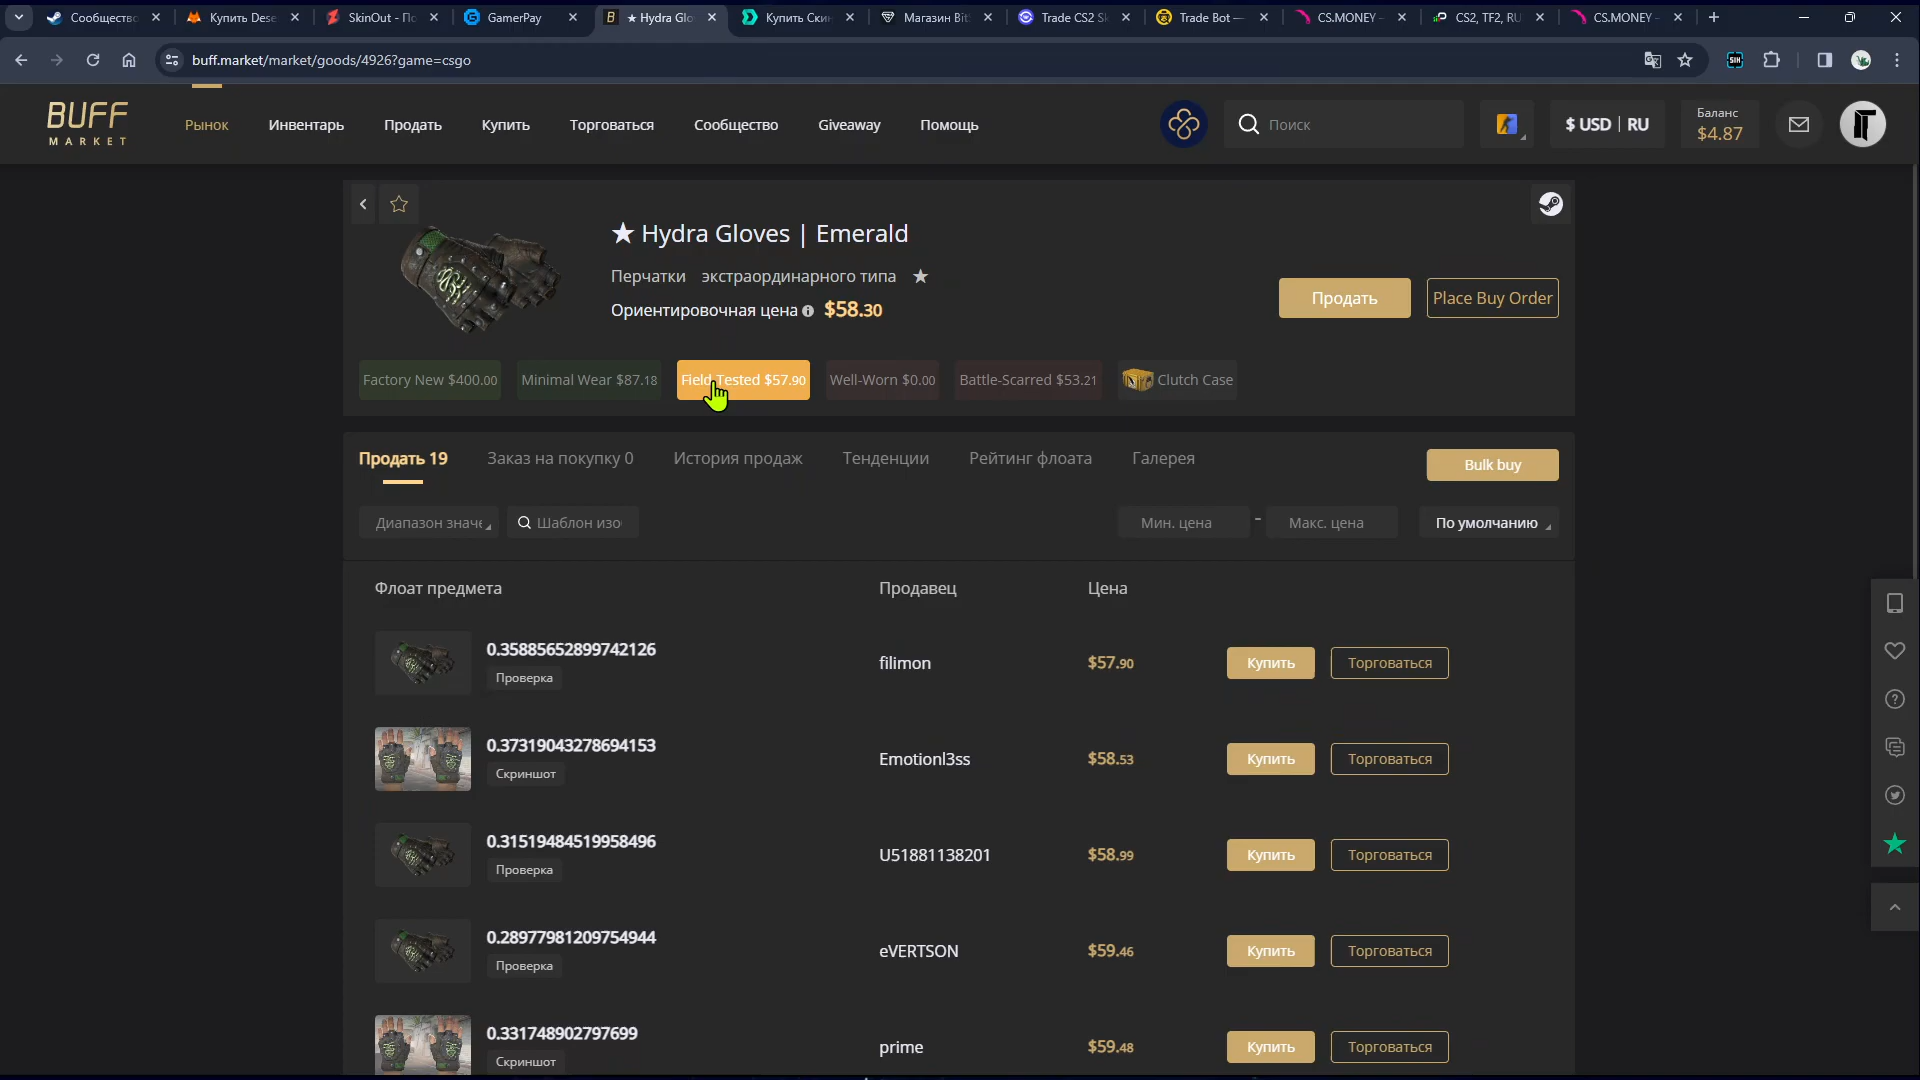 Сообщество
Купить Dese
SkinOut - По
GamerPay
★ Hydra Glo
Купить Скин
Магазин Bit
Trade CS2 Sk
Trade Bot —
CS.MONEY -
CS2, TF2, RU
CS.MONEY -
buff.market/market/goods/4926?game=csgo
SIH
BUFF
MARKET
Рынок
Инвентарь
Продать
Купить
Торговаться
Сообщество
Giveaway
Помощь
Поиск
$ USD | RU
Баланс
$4.87
★ Hydra Gloves | Emerald
Перчатки экстраординарного типа ★
Ориентировочная цена $58.30
Продать
Place Buy Order
Factory New $400.00
Minimal Wear $87.18
Field-Tested $57.90
Well-Worn $0.00
Battle-Scarred $53.21
Clutch Case
Продать 19
Заказ на покупку 0
История продаж
Тенденции
Рейтинг флоата
Галерея
Bulk buy
Диапазон значе
Шаблон изо
Мин. цена
-
Макс. цена
По умолчанию
Флоат предмета
Продавец
Цена
0.35885652899742126
Проверка
filimon
$57.90
Купить
Торговаться
0.37319043278694153
Скриншот
Emotionl3ss
$58.53
Купить
Торговаться
0.31519484519958496
Проверка
U51881138201
$58.99
Купить
Торговаться
0.28977981209754944
Проверка
eVERTSON
$59.46
Купить
Торговаться
0.331748902797699
Скриншот
prime
$59.48
Купить
Торговаться